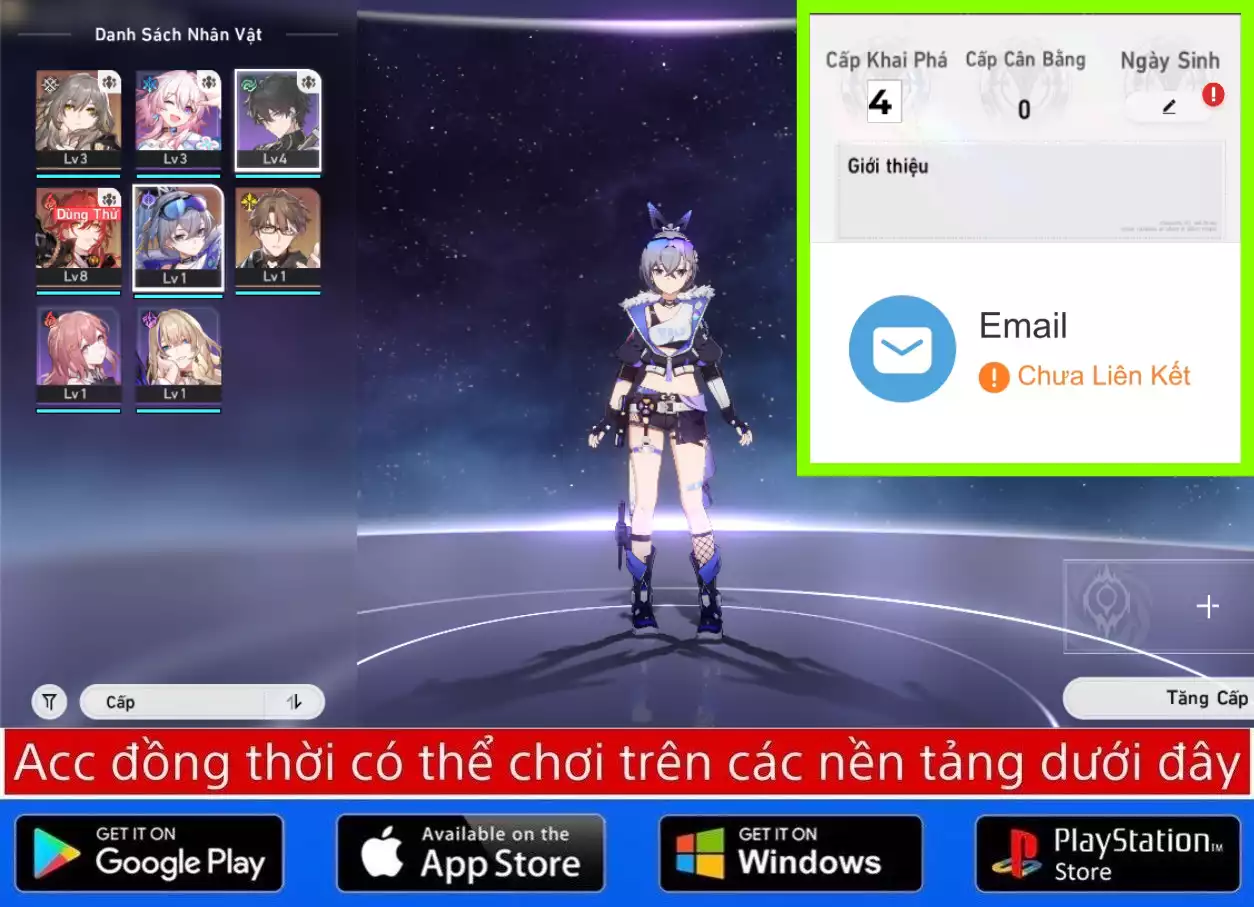 Danh Sách Nhân Vật
Lv3
Lv3
Lv4
Dùng Thử
Lv8
Lv1
Lv1
Lv1
Lv1
Cấp
Cấp Khai Phá
Cấp Cân Bằng
Ngày Sinh
4
0
Giới thiệu
Email
Chưa Liên Kết
Tăng Cấp
Acc đồng thời có thể chơi trên các nền tảng dưới đây
GET IT ON
Google Play
Available on the
App Store
GET IT ON
Windows
PlayStation™
Store